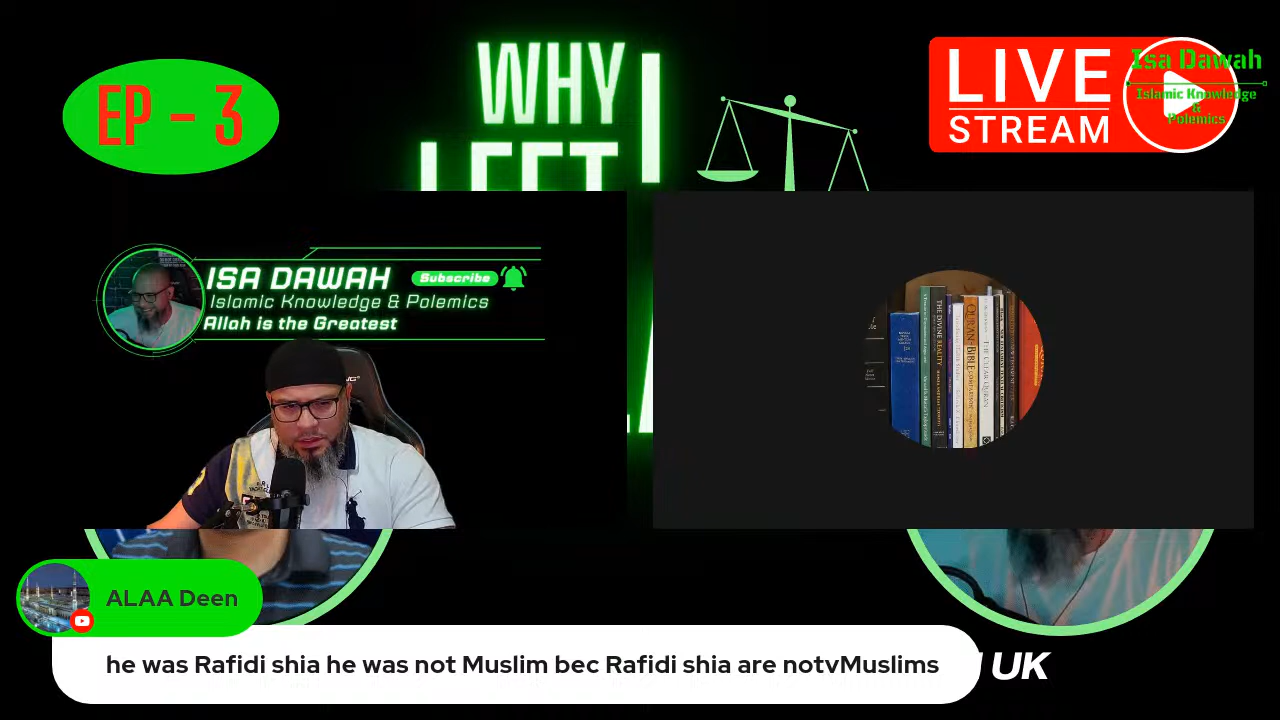 EP - 3
WHY
LEFT
LIVE
STREAM
Isa Dawah
Islamic Knowledge
&
Polemics
ISA DAWAH
Subscribe
Islamic Knowledge & Polemics
Allah is the Greatest
THE DIVINE REALITY
QURAN-BIBLE
COMPARISON
THE CLEAR QURAN
ALAA Deen
he was Rafidi shia he was not Muslim bec Rafidi shia are notvMuslims
UK